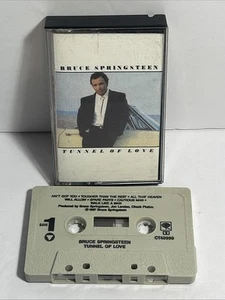 BRUCE SPRINGSTEEN
TUNNEL OF LOVE
AIN'T GOT YOU • TOUGHER THAN THE REST • ALL THAT HEAVEN
WILL ALLOW • SPARE PARTS • CAUTIOUS MAN •
WALK LIKE A MAN
Produced by Bruce Springsteen, Jon Landau, Chuck Plotkin
℗ 1987 Bruce Springsteen
SIDE 1
BRUCE SPRINGSTEEN
TUNNEL OF LOVE